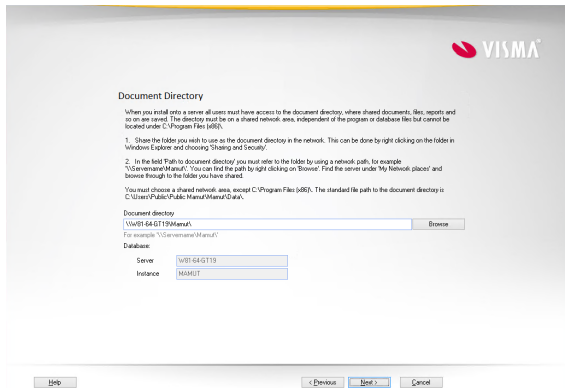 VISMA
Document Directory
When you install onto a server all users must have access to the document directory, where shared documents, files, reports and
so on are saved. The directory must be on a shared network area, independent of the program or database files but cannot be
located under C:\Program Files (x86)\.
1. Share the folder you wish to use as the document directory in the network. This can be done by right clicking on the folder in
Windows Explorer and choosing 'Sharing and Security'.
2. In the field 'Path to document directory' you must refer to the folder by using a network path, for example
'\\Servername\Mamut\'. You can find the path by right clicking on 'Browse'. Find the server under 'My Network places' and
browse through to the folder you have shared.
You must choose a shared network area, except C:\Program Files (x86)\. The standard file path to the document directory is
C:\Users\Public\Public Mamut\Mamut\Data\.
Document directory
\\W81-64-GT19\Mamut\
Browse
For example '\\Servername\Mamut\'
Database:
Server W81-64-GT19
Instance MAMUT
Help
< Previous
Next >
Cancel